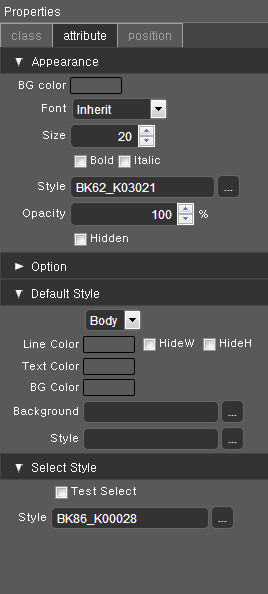 Properties
class attribute position
▼ Appearance
BG color
Font Inherit
Size 20
Bold Italic
Style BK62_K03021 ...
Opacity 100 %
Hidden
► Option
▼ Default Style
Body
Line Color HideW HideH
Text Color
BG Color
Background ...
Style ...
▼ Select Style
Test Select
Style BK86_K00028 ...